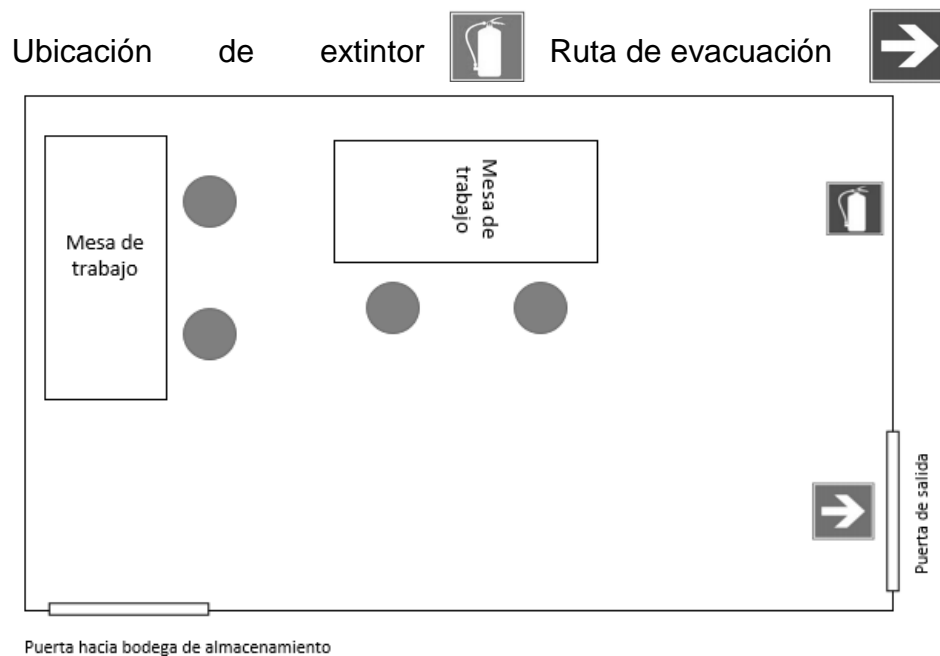 Ubicación de extintor Ruta de evacuación
Mesa de
trabajo
Mesa de
trabajo
Puerta de salida
Puerta hacia bodega de almacenamiento